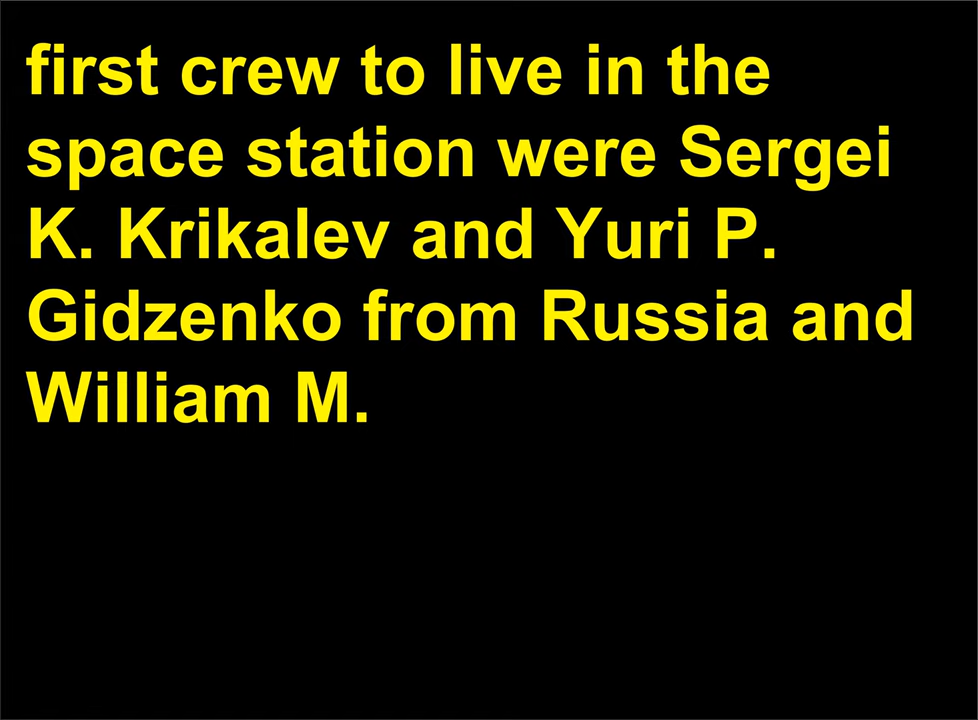 first crew to live in the
space station were Sergei
K. Krikalev and Yuri P.
Gidzenko from Russia and
William M.